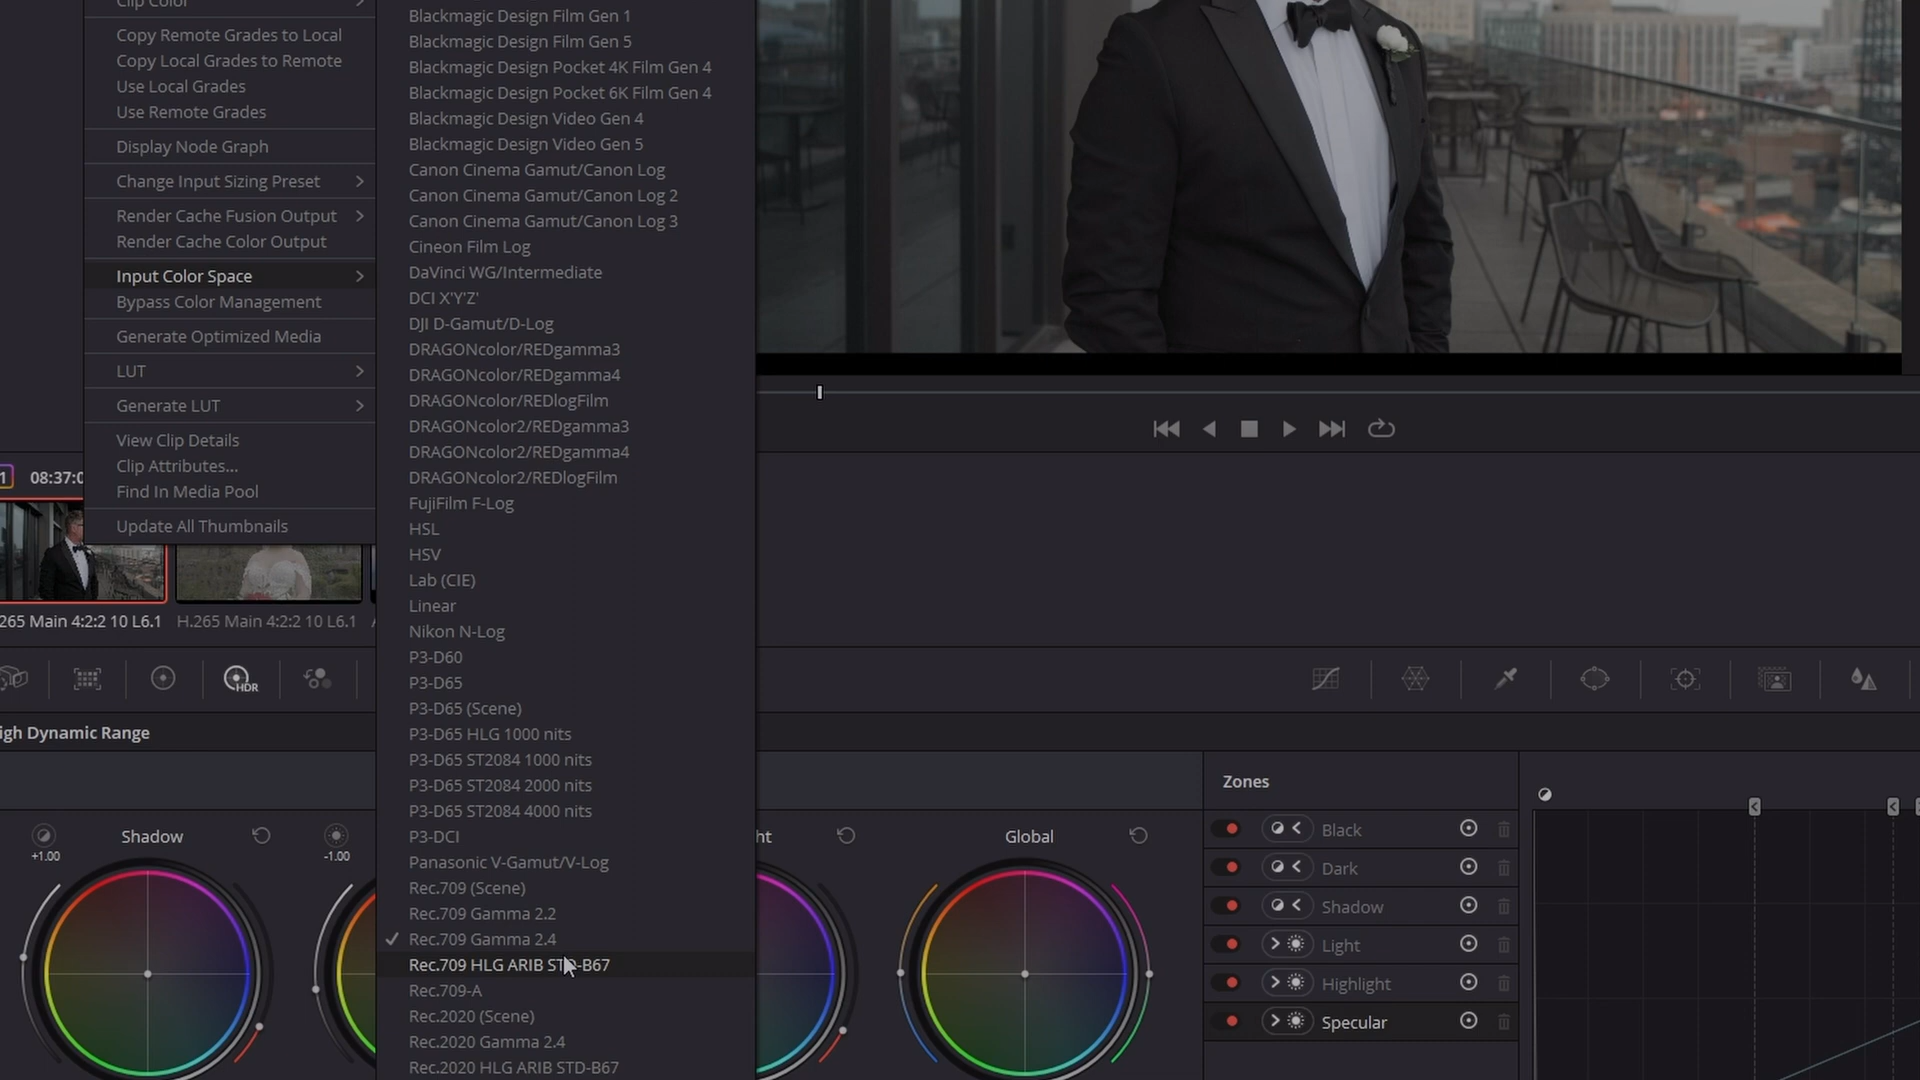 Clip Color
Copy Remote Grades to Local
Copy Local Grades to Remote
Use Local Grades
Use Remote Grades
Display Node Graph
Change Input Sizing Preset
Render Cache Fusion Output
Render Cache Color Output
Input Color Space
Bypass Color Management
Generate Optimized Media
LUT
Generate LUT
View Clip Details
Clip Attributes...
Find In Media Pool
Update All Thumbnails
Blackmagic Design Film Gen 1
Blackmagic Design Film Gen 5
Blackmagic Design Pocket 4K Film Gen 4
Blackmagic Design Pocket 6K Film Gen 4
Blackmagic Design Video Gen 4
Blackmagic Design Video Gen 5
Canon Cinema Gamut/Canon Log
Canon Cinema Gamut/Canon Log 2
Canon Cinema Gamut/Canon Log 3
Cineon Film Log
DaVinci WG/Intermediate
DCI X'Y'Z'
DJI D-Gamut/D-Log
DRAGONcolor/REDgamma3
DRAGONcolor/REDgamma4
DRAGONcolor/REDlogFilm
DRAGONcolor2/REDgamma3
DRAGONcolor2/REDgamma4
DRAGONcolor2/REDlogFilm
FujiFilm F-Log
HSL
HSV
Lab (CIE)
Linear
Nikon N-Log
P3-D60
P3-D65
P3-D65 (Scene)
P3-D65 HLG 1000 nits
P3-D65 ST2084 1000 nits
P3-D65 ST2084 2000 nits
P3-D65 ST2084 4000 nits
P3-DCI
Panasonic V-Gamut/V-Log
Rec.709 (Scene)
Rec.709 Gamma 2.2
Rec.709 Gamma 2.4
Rec.709 HLG ARIB STD-B67
Rec.709-A
Rec.2020 (Scene)
Rec.2020 Gamma 2.4
Rec.2020 HLG ARIB STD-B67
1 08:37:0
265 Main 4:2:2 10 L6.1
H.265 Main 4:2:2 10 L6.1
HDR
igh Dynamic Range
Shadow
+1.00
-1.00
ht
Global
Zones
Black
Dark
Shadow
Light
Highlight
Specular